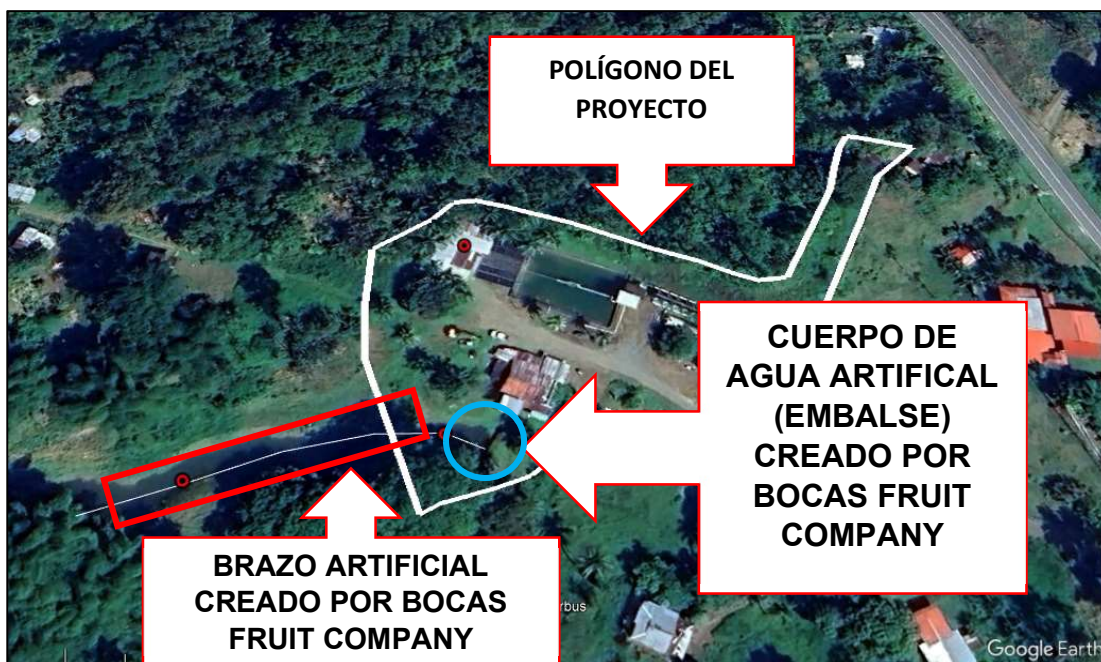 POLÍGONO DEL
PROYECTO
CUERPO DE
AGUA ARTIFICAL
(EMBALSE)
CREADO POR
BOCAS FRUIT
COMPANY
BRAZO ARTIFICIAL
CREADO POR BOCAS
FRUIT COMPANY
rbus
Google Earth